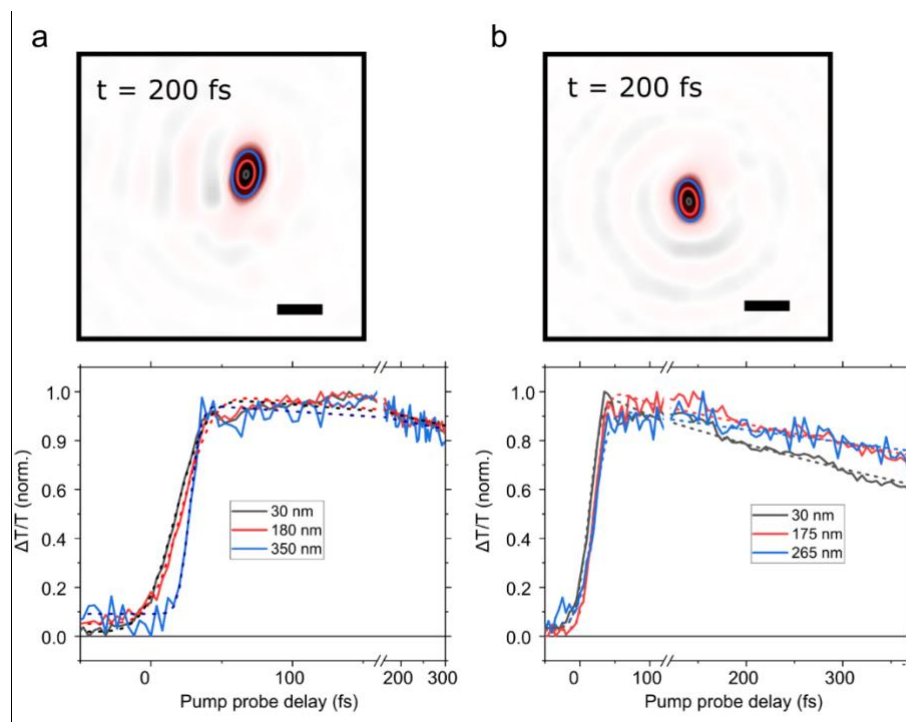 a
t = 200 fs
1.0
0.9
0.8
0.6
0.4
0.2
0.0
ΔT/T (norm.)
30 nm
180 nm
350 nm
0
100
200
300
Pump probe delay (fs)
b
t = 200 fs
1.0
0.8
0.6
0.4
0.2
0.0
ΔT/T (norm.)
30 nm
175 nm
265 nm
0
100
200
300
Pump probe delay (fs)